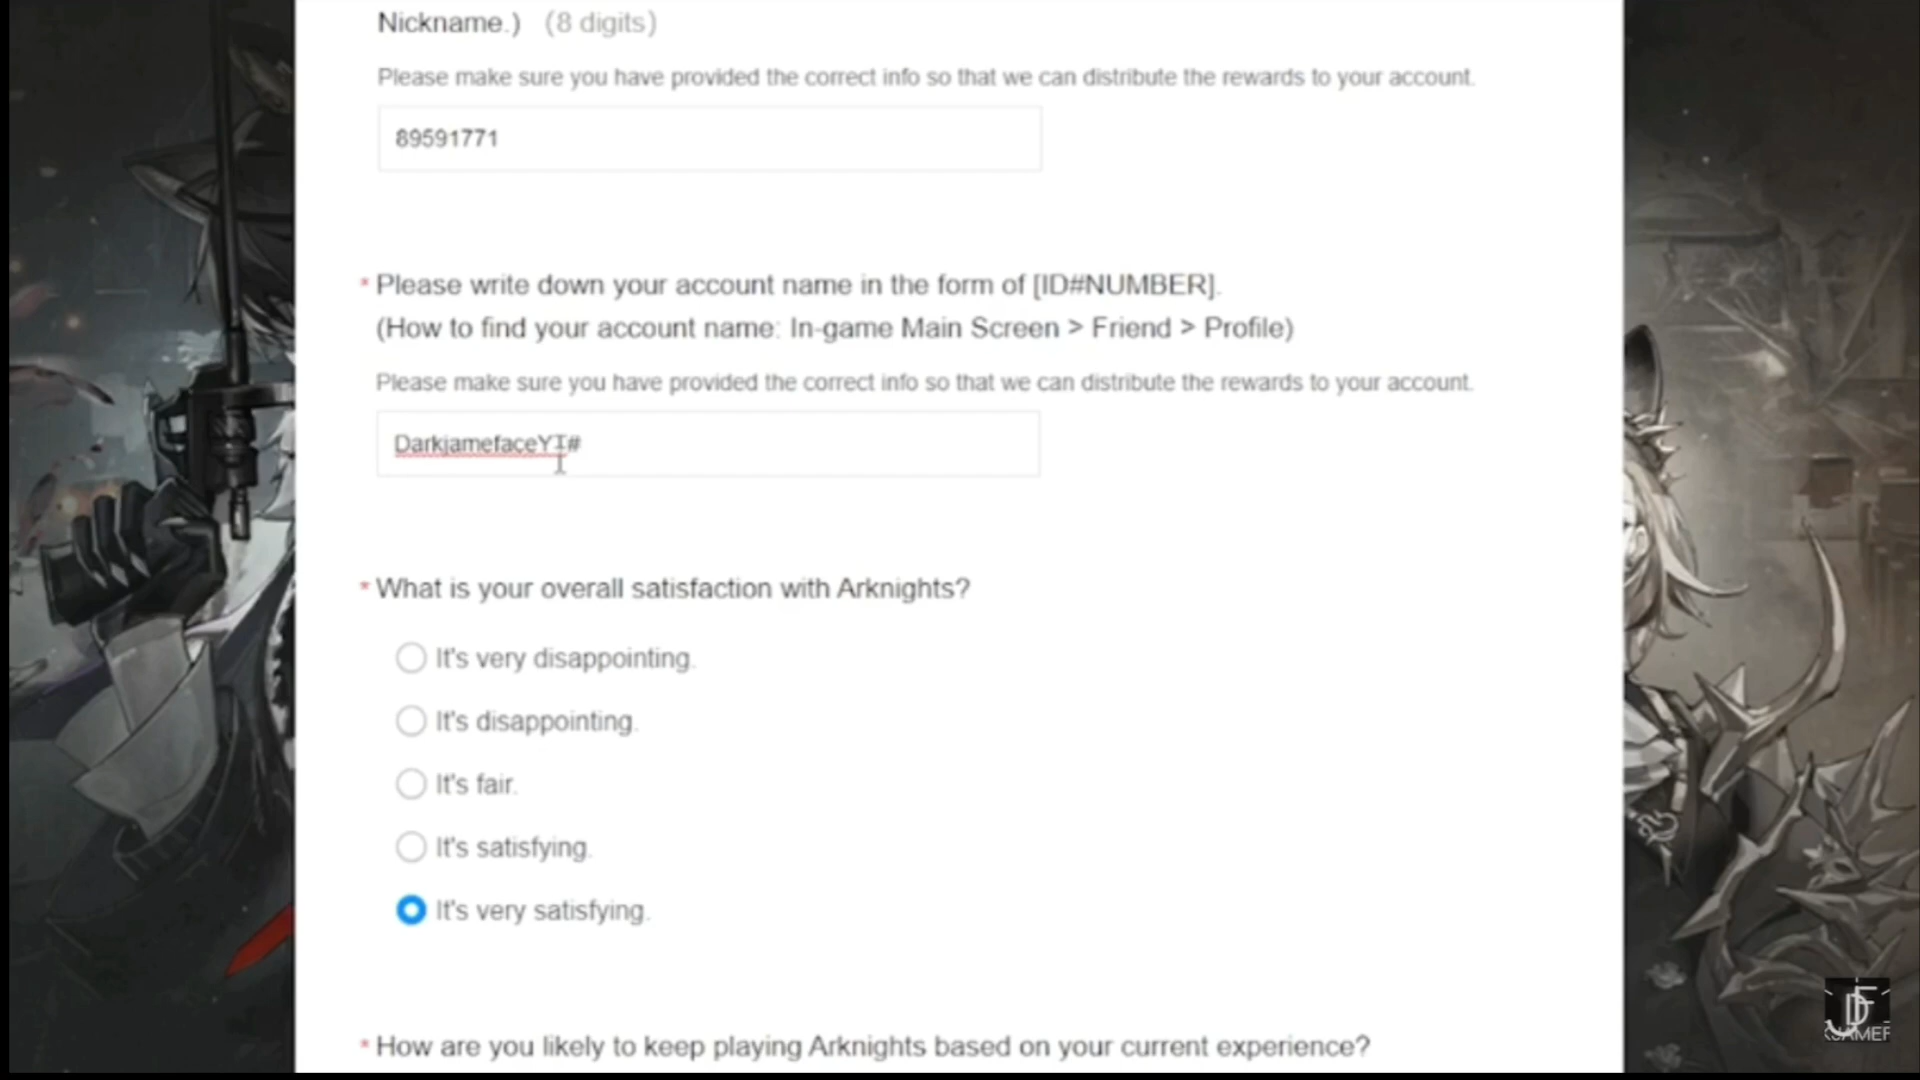 Nickname.) (8 digits)
Please make sure you have provided the correct info so that we can distribute the rewards to your account.
89591771
* Please write down your account name in the form of [ID#NUMBER].
(How to find your account name: In-game Main Screen > Friend > Profile)
Please make sure you have provided the correct info so that we can distribute the rewards to your account.
DarkjamefaceYT#
* What is your overall satisfaction with Arknights?
It's very disappointing.
It's disappointing.
It's fair.
It's satisfying.
It's very satisfying.
* How are you likely to keep playing Arknights based on your current experience?